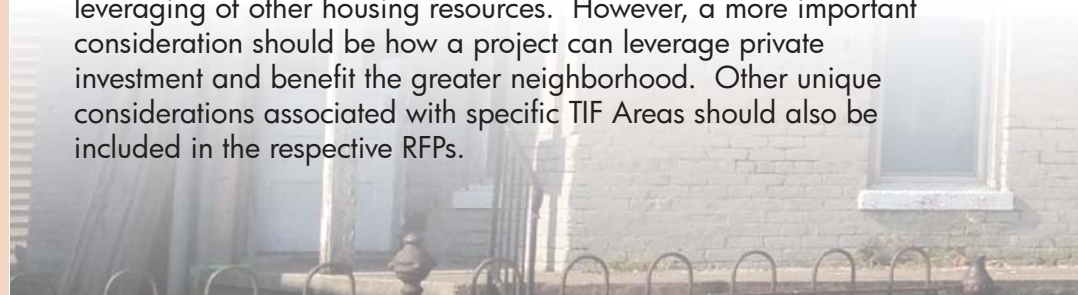 leveraging of other housing resources.  However, a more important
consideration should be how a project can leverage private
investment and benefit the greater neighborhood.  Other unique
considerations associated with specific TIF Areas should also be
included in the respective RFPs.